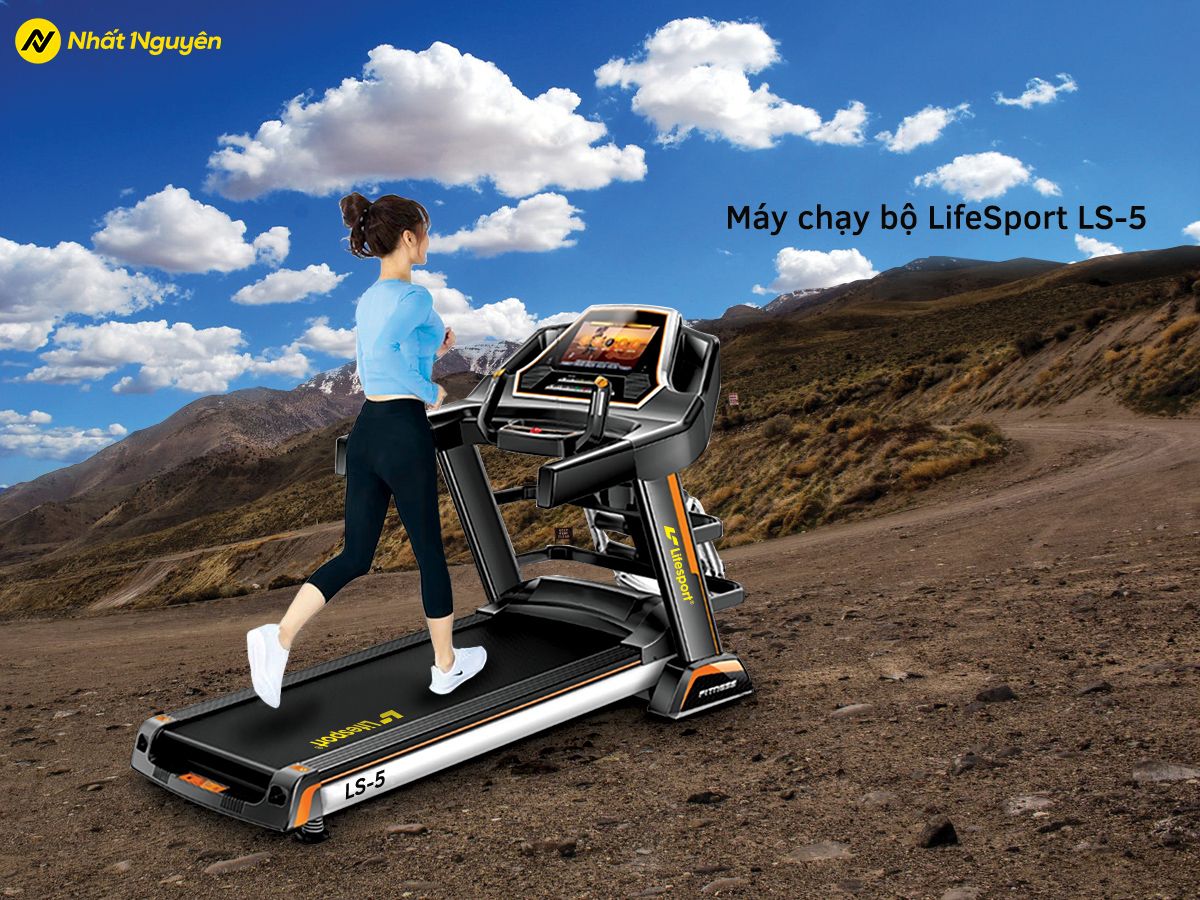 Nhất Nguyên
Máy chạy bộ LifeSport LS-5
Lifesport®
FITNESS
Lifesport®
LS-5